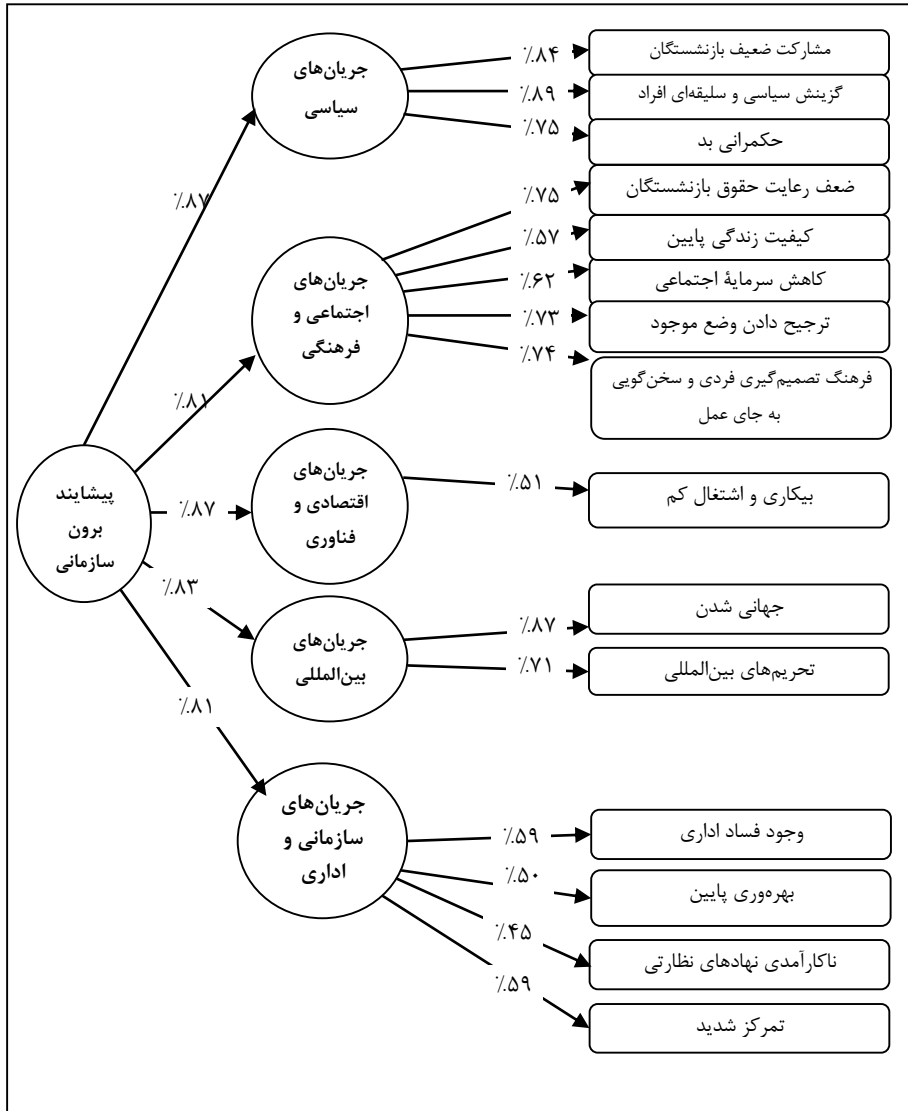 جریان‌های
سیاسی
٪.۸۴
مشارکت ضعیف بازنشستگان
٪.۸۹
گزینش سیاسی و سلیقه‌ای افراد
٪.۷۵
حکمرانی بد
٪.۸۷
جریان‌های
اجتماعی و
فرهنگی
٪.۷۵
ضعف رعایت حقوق بازنشستگان
٪.۵۷
کیفیت زندگی پایین
٪.۶۲
کاهش سرمایۀ اجتماعی
٪.۷۳
ترجیح دادن وضع موجود
٪.۷۴
فرهنگ تصمیم‌گیری فردی و سخن‌گویی
به جای عمل
٪.۸۱
پیشایند
برون
سازمانی
٪.۸۷
جریان‌های
اقتصادی و
فناوری
٪.۵۱
بیکاری و اشتغال کم
٪.۸۳
جریان‌های
بین‌المللی
٪.۸۷
جهانی شدن
٪.۷۱
تحریم‌های بین‌المللی
٪.۸۱
جریان‌های
سازمانی و
اداری
٪.۵۹
وجود فساد اداری
٪.۵۰
بهره‌وری پایین
٪.۴۵
ناکارآمدی نهادهای نظارتی
٪.۵۹
تمرکز شدید